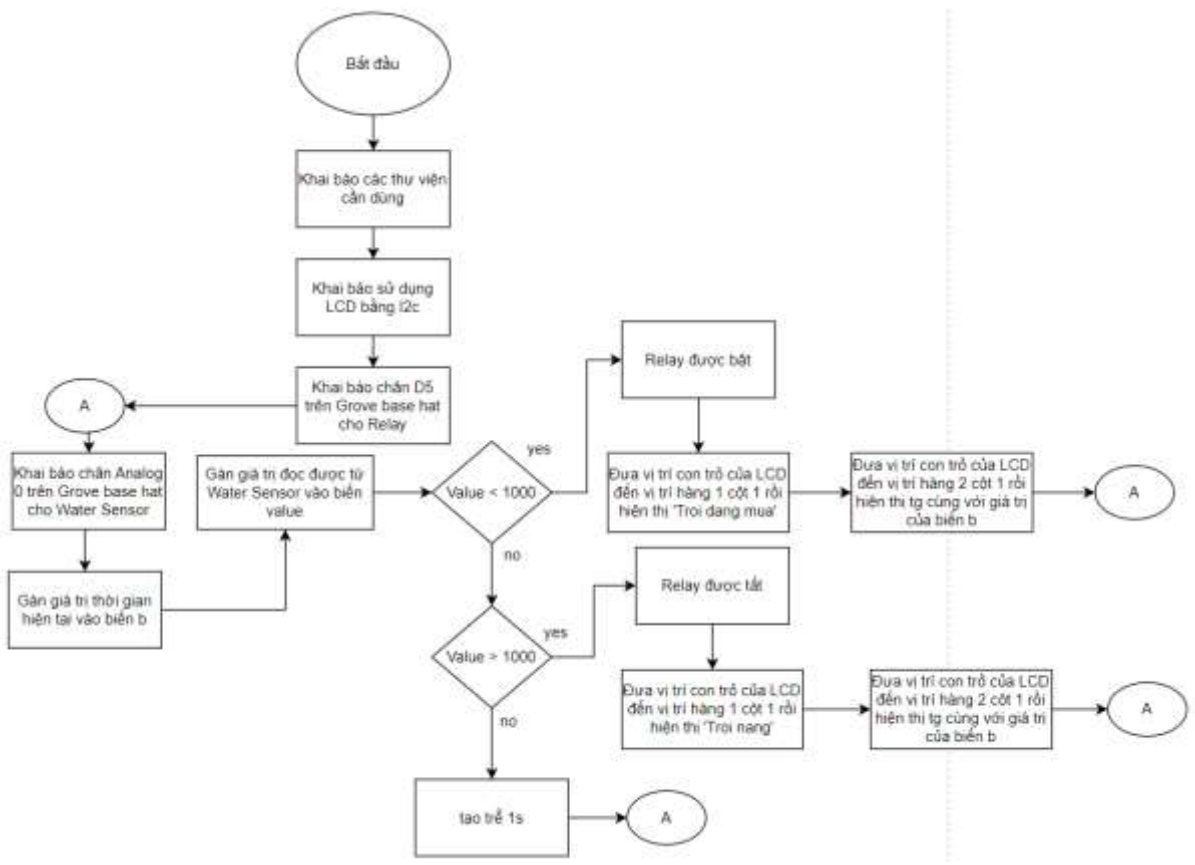 Bắt đầu
Khai báo các thư viện
cần dùng
Khai báo sử dụng
LCD bằng I2c
Khai báo chân D5
trên Grove base hat
cho Relay
A
Khai báo chân Analog
0 trên Grove base hat
cho Water Sensor
Gán giá trị thời gian
hiện tại vào biến b
Gán giá trị đọc được từ
Water Sensor vào biến
value
Value < 1000
yes
Relay được bật
Đưa vị trí con trỏ của LCD
đến vị trí hàng 1 cột 1 rồi
hiện thị 'Troi dang mua'
Đưa vị trí con trỏ của LCD
đến vị trí hàng 2 cột 1 rồi
hiện thị tg cùng với giá trị
của biến b
A
no
Value > 1000
yes
Relay được tắt
Đưa vị trí con trỏ của LCD
đến vị trí hàng 1 cột 1 rồi
hiện thị 'Troi nang'
Đưa vị trí con trỏ của LCD
đến vị trí hàng 2 cột 1 rồi
hiện thị tg cùng với giá trị
của biến b
A
no
tạo trễ 1s
A